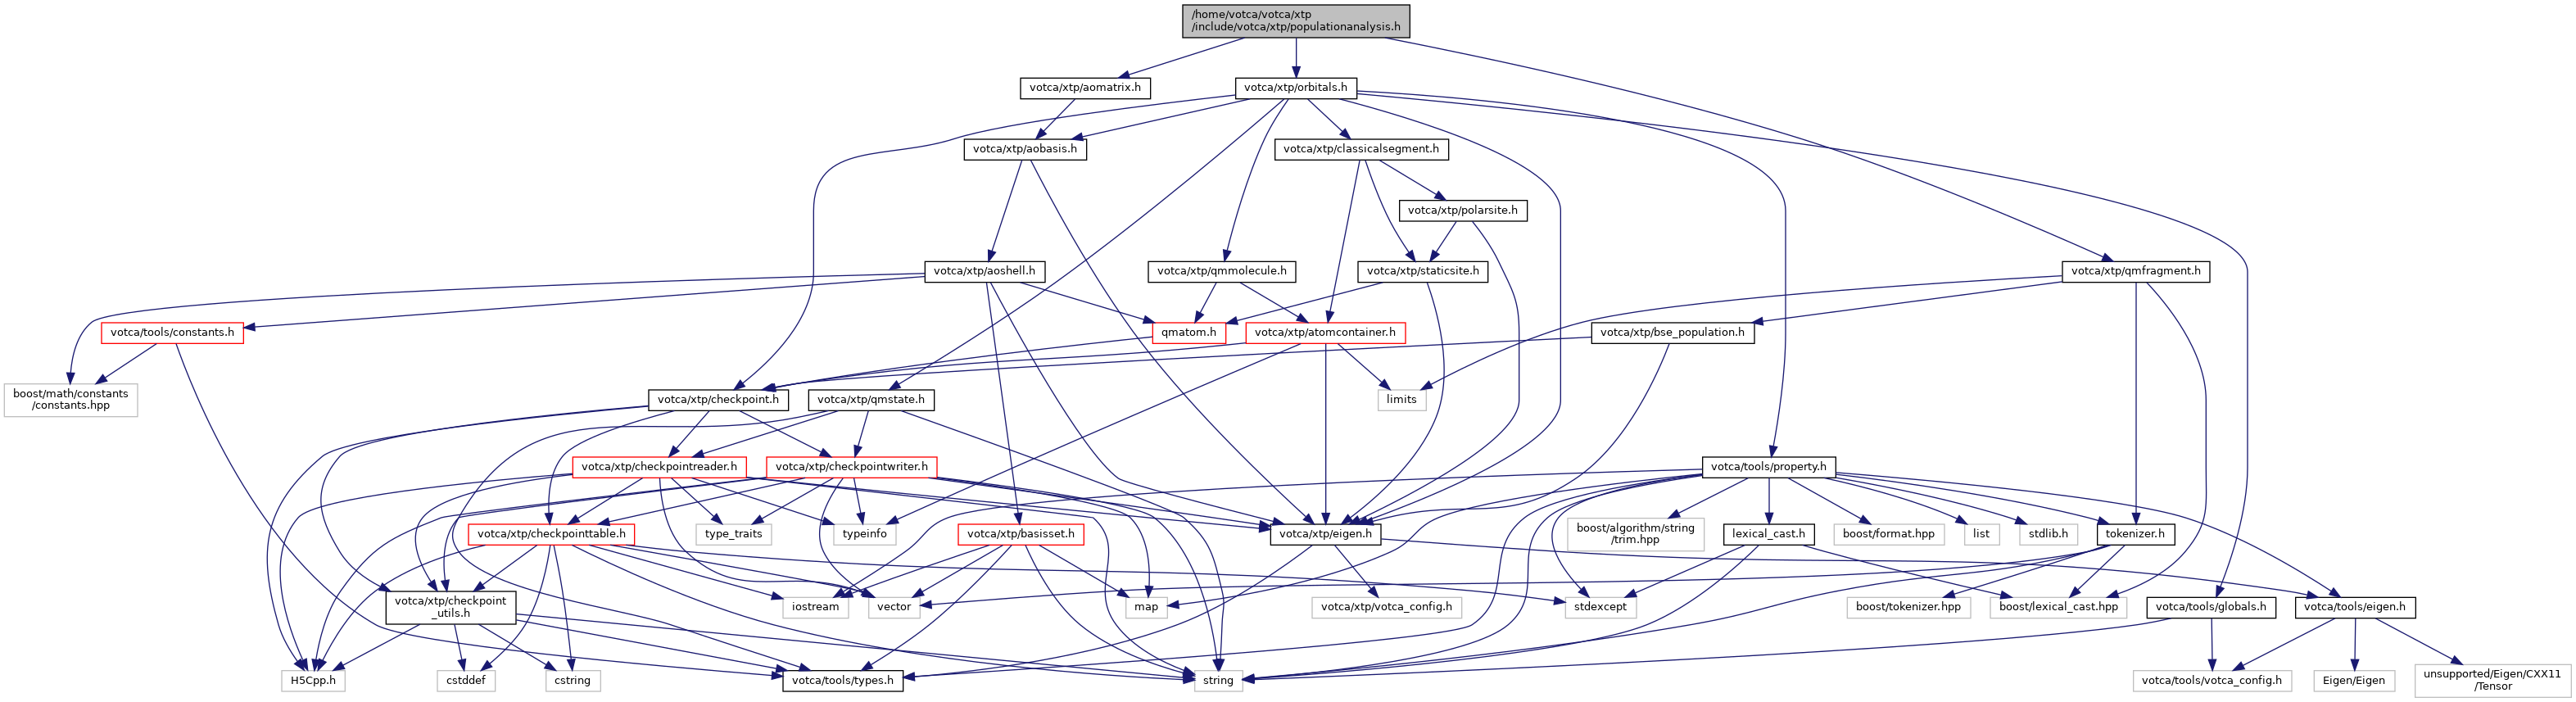 /home/votca/votca/xtp
/include/votca/xtp/populationanalysis.h
votca/xtp/aomatrix.h
votca/xtp/orbitals.h
votca/xtp/aobasis.h
votca/xtp/classicalsegment.h
votca/xtp/polarsite.h
votca/xtp/aoshell.h
votca/xtp/qmmolecule.h
votca/xtp/staticsite.h
votca/xtp/qmfragment.h
votca/tools/constants.h
qmatom.h
votca/xtp/atomcontainer.h
votca/xtp/bse_population.h
boost/math/constants
/constants.hpp
votca/xtp/checkpoint.h
votca/xtp/qmstate.h
limits
votca/xtp/checkpointreader.h
votca/xtp/checkpointwriter.h
votca/tools/property.h
votca/xtp/checkpointtable.h
type_traits
typeinfo
votca/xtp/basisset.h
votca/xtp/eigen.h
boost/algorithm/string
/trim.hpp
lexical_cast.h
boost/format.hpp
list
stdlib.h
tokenizer.h
votca/xtp/checkpoint
_utils.h
iostream
vector
map
votca/xtp/votca_config.h
stdexcept
boost/tokenizer.hpp
boost/lexical_cast.hpp
votca/tools/globals.h
votca/tools/eigen.h
H5Cpp.h
cstddef
cstring
votca/tools/types.h
string
votca/tools/votca_config.h
Eigen/Eigen
unsupported/Eigen/CXX11
/Tensor